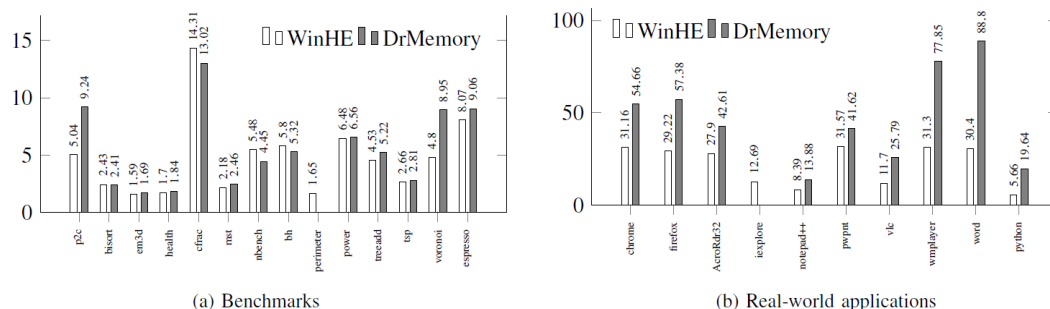 15
10
5
0
WinHE DrMemory
5.04
9.24
2.43
2.41
1.59
1.69
1.7
1.84
14.31
13.02
2.18
2.46
5.48
4.45
5.8
5.32
1.65
6.48
6.56
4.53
5.22
2.66
2.81
4.8
8.95
8.07
9.06
p2c
bisort
em3d
health
cfrac
mst
nbench
bh
perimeter
power
treeadd
tsp
voronoi
espresso
(a) Benchmarks
100
50
0
WinHE DrMemory
31.16
54.66
29.22
57.38
27.9
42.61
12.69
8.39
13.88
31.57
41.62
11.7
25.79
31.3
77.85
30.4
88.8
5.66
19.64
chrome
firefox
AcroRdr32
iexplore
notepad++
pwpnt
vlc
wmplayer
word
python
(b) Real-world applications